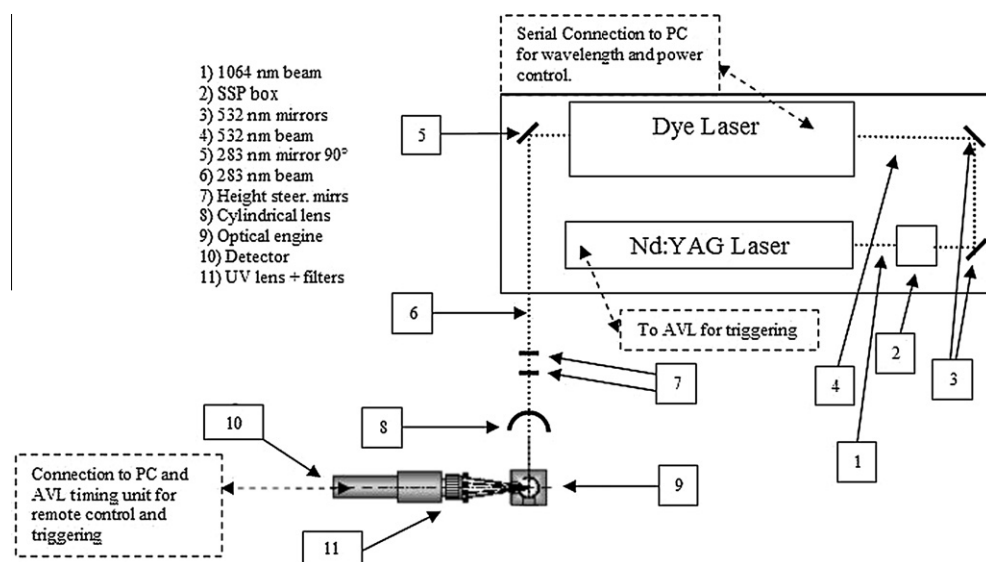 Serial Connection to PC
for wavelength and power
control.
1) 1064 nm beam
2) SSP box
3) 532 nm mirrors
4) 532 nm beam
5) 283 nm mirror 90°
6) 283 nm beam
7) Height steer. mirrs
8) Cylindrical lens
9) Optical engine
10) Detector
11) UV lens + filters
5
Dye Laser
Nd:YAG Laser
6
To AVL for triggering
2
7
4
3
8
10
1
Connection to PC and
AVL timing unit for
remote control and
triggering
9
11